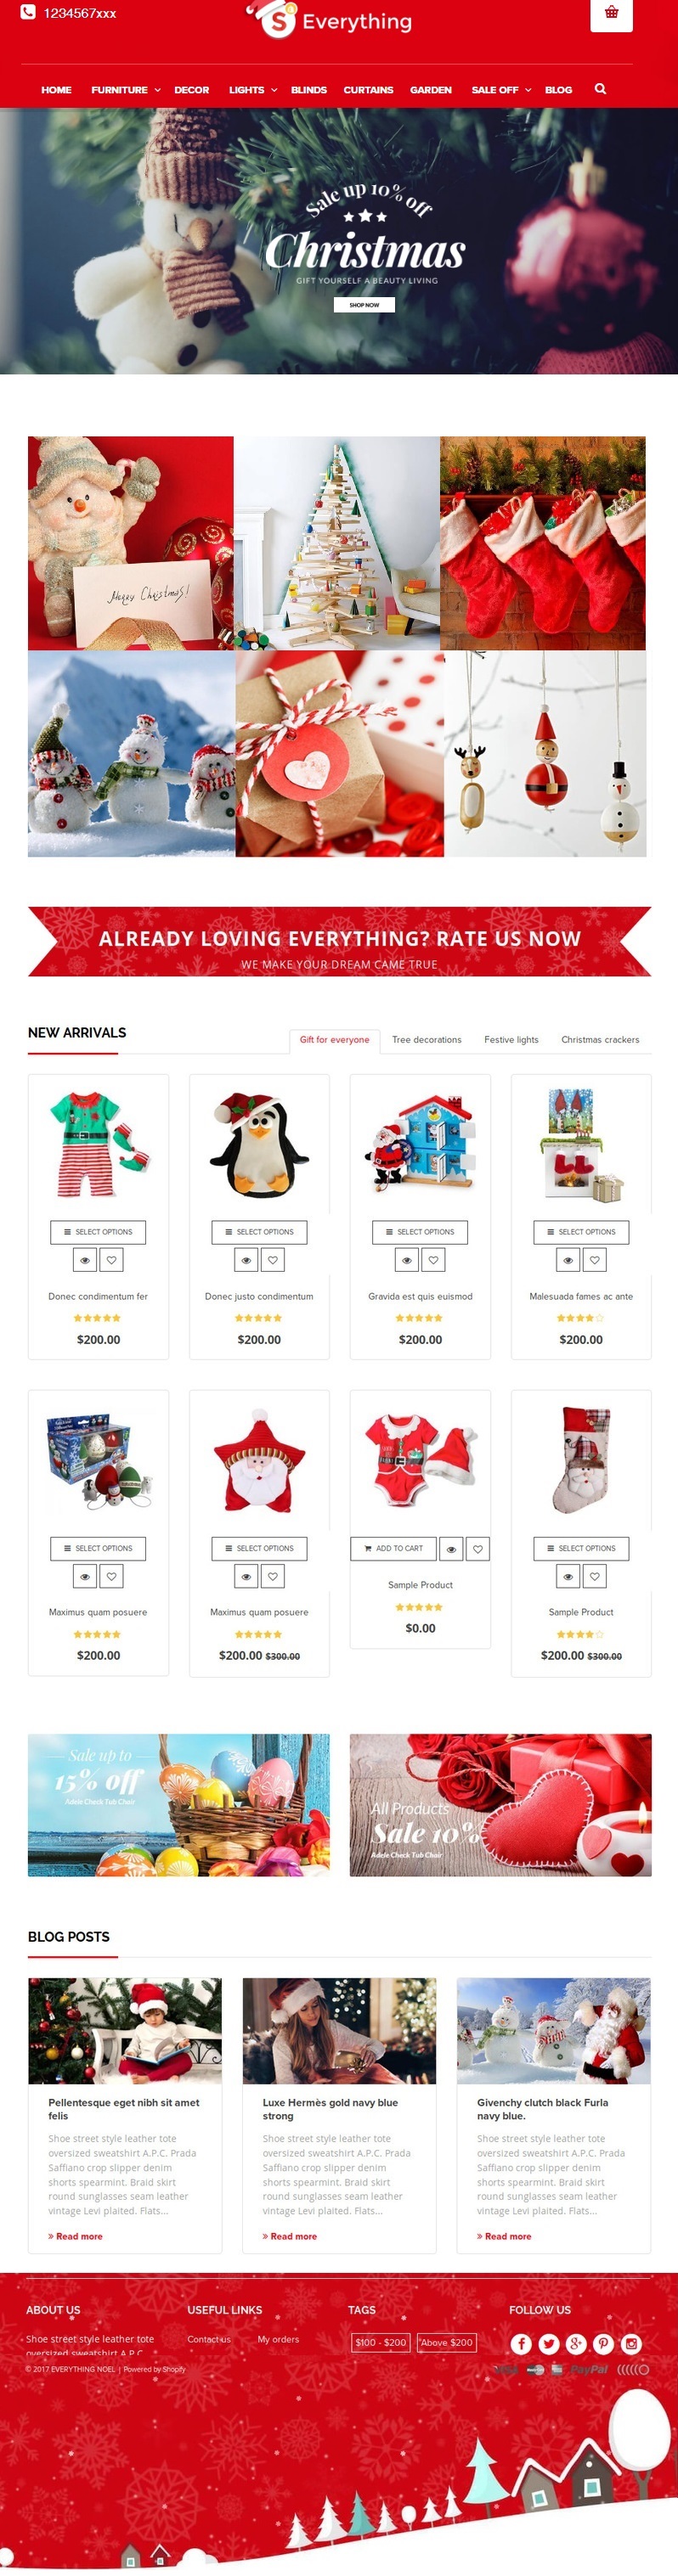 1234567xxx
S Everything
HOME FURNITURE DECOR LIGHTS BLINDS CURTAINS GARDEN SALE OFF BLOG
Sale up 10% off
Christmas
GIFT YOURSELF A BEAUTY LIVING
SHOP NOW
Merry Christmas!
ALREADY LOVING EVERYTHING? RATE US NOW
WE MAKE YOUR DREAM CAME TRUE
NEW ARRIVALS
Gift for everyone Tree decorations Festive lights Christmas crackers
SELECT OPTIONS SELECT OPTIONS SELECT OPTIONS SELECT OPTIONS
Donec condimentum fer Donec justo condimentum Gravida est quis euismod Malesuada fames ac ante
$200.00 $200.00 $200.00 $200.00
SELECT OPTIONS SELECT OPTIONS ADD TO CART SELECT OPTIONS
Maximus quam posuere Maximus quam posuere Sample Product Sample Product
$200.00 $200.00 $300.00 $0.00 $200.00 $300.00
Sale up to
15% off
Adele Check Tub Chair
All Products
Sale 10%
Adele Check Tub Chair
BLOG POSTS
Pellentesque eget nibh sit amet
felis
Shoe street style leather tote
oversized sweatshirt A.P.C. Prada
Saffiano crop slipper denim
shorts spearmint. Braid skirt
round sunglasses seam leather
vintage Levi plaited. Flats...
» Read more
Luxe Hermès gold navy blue
strong
Shoe street style leather tote
oversized sweatshirt A.P.C. Prada
Saffiano crop slipper denim
shorts spearmint. Braid skirt
round sunglasses seam leather
vintage Levi plaited. Flats...
» Read more
Givenchy clutch black Furla
navy blue.
Shoe street style leather tote
oversized sweatshirt A.P.C. Prada
Saffiano crop slipper denim
shorts spearmint. Braid skirt
round sunglasses seam leather
vintage Levi plaited. Flats...
» Read more
ABOUT US
Shoe street style leather tote
oversized sweatshirt A.P.C.
© 2017 EVERYTHING NOEL | Powered by Shopify
USEFUL LINKS
Contact us My orders
TAGS
$100 - $200 Above $200
FOLLOW US
VISA PayPal